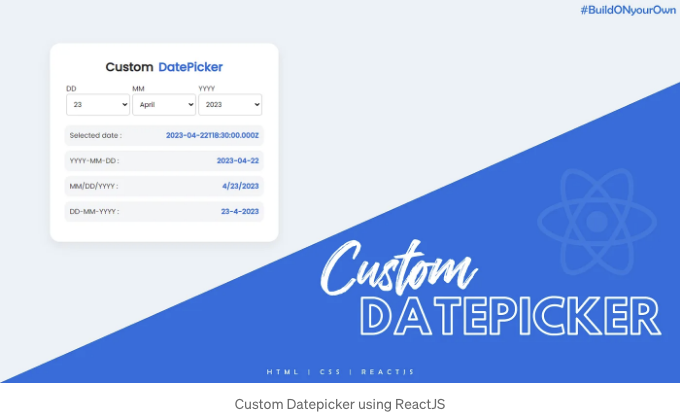 #BuildONyourOwn
Custom DatePicker
DD MM YYYY
23 April 2023
Selected date : 2023-04-22T18:30:00.000Z
YYYY-MM-DD : 2023-04-22
MM/DD/YYYY : 4/23/2023
DD-MM-YYYY : 23-4-2023
Custom
DATEPICKER
HTML | CSS | REACTJS
Custom Datepicker using ReactJS